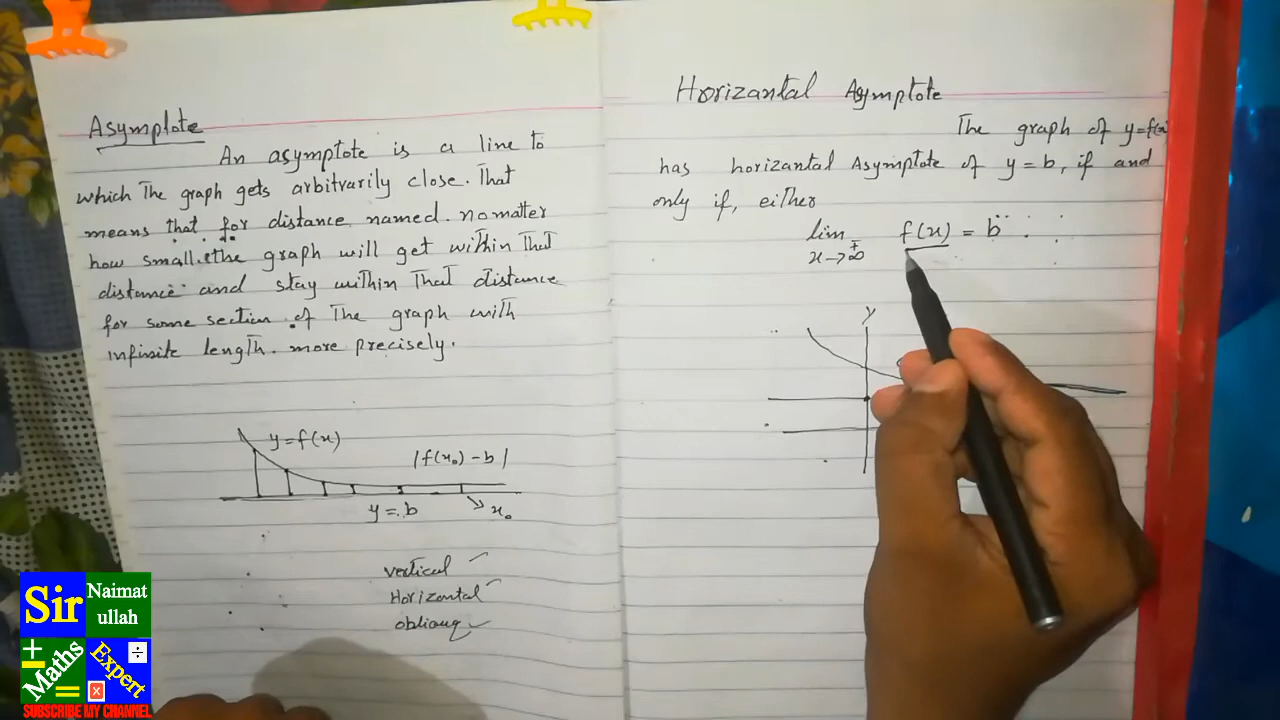 Asymptote
An asymptote is a line to
which The graph gets arbitrarily close. That
means that for distance named. no matter
how small. the graph will get within That
distance and stay within That distance
for some section of The graph with
infinite length. more precisely.
y=f(x)
|f(x₀) - b|
y = b
x₀
vertical
Horizantal
obliauq
Horizantal Asymptote
The graph of y=f(x)
has horizantal Asymptote of y = b, if and
only if, either
lim f(x) = b
x→±∞
y
Sir Naimat
ullah
+ ÷
Maths Expert
= ×
SUBSCRIBE MY CHANNEL